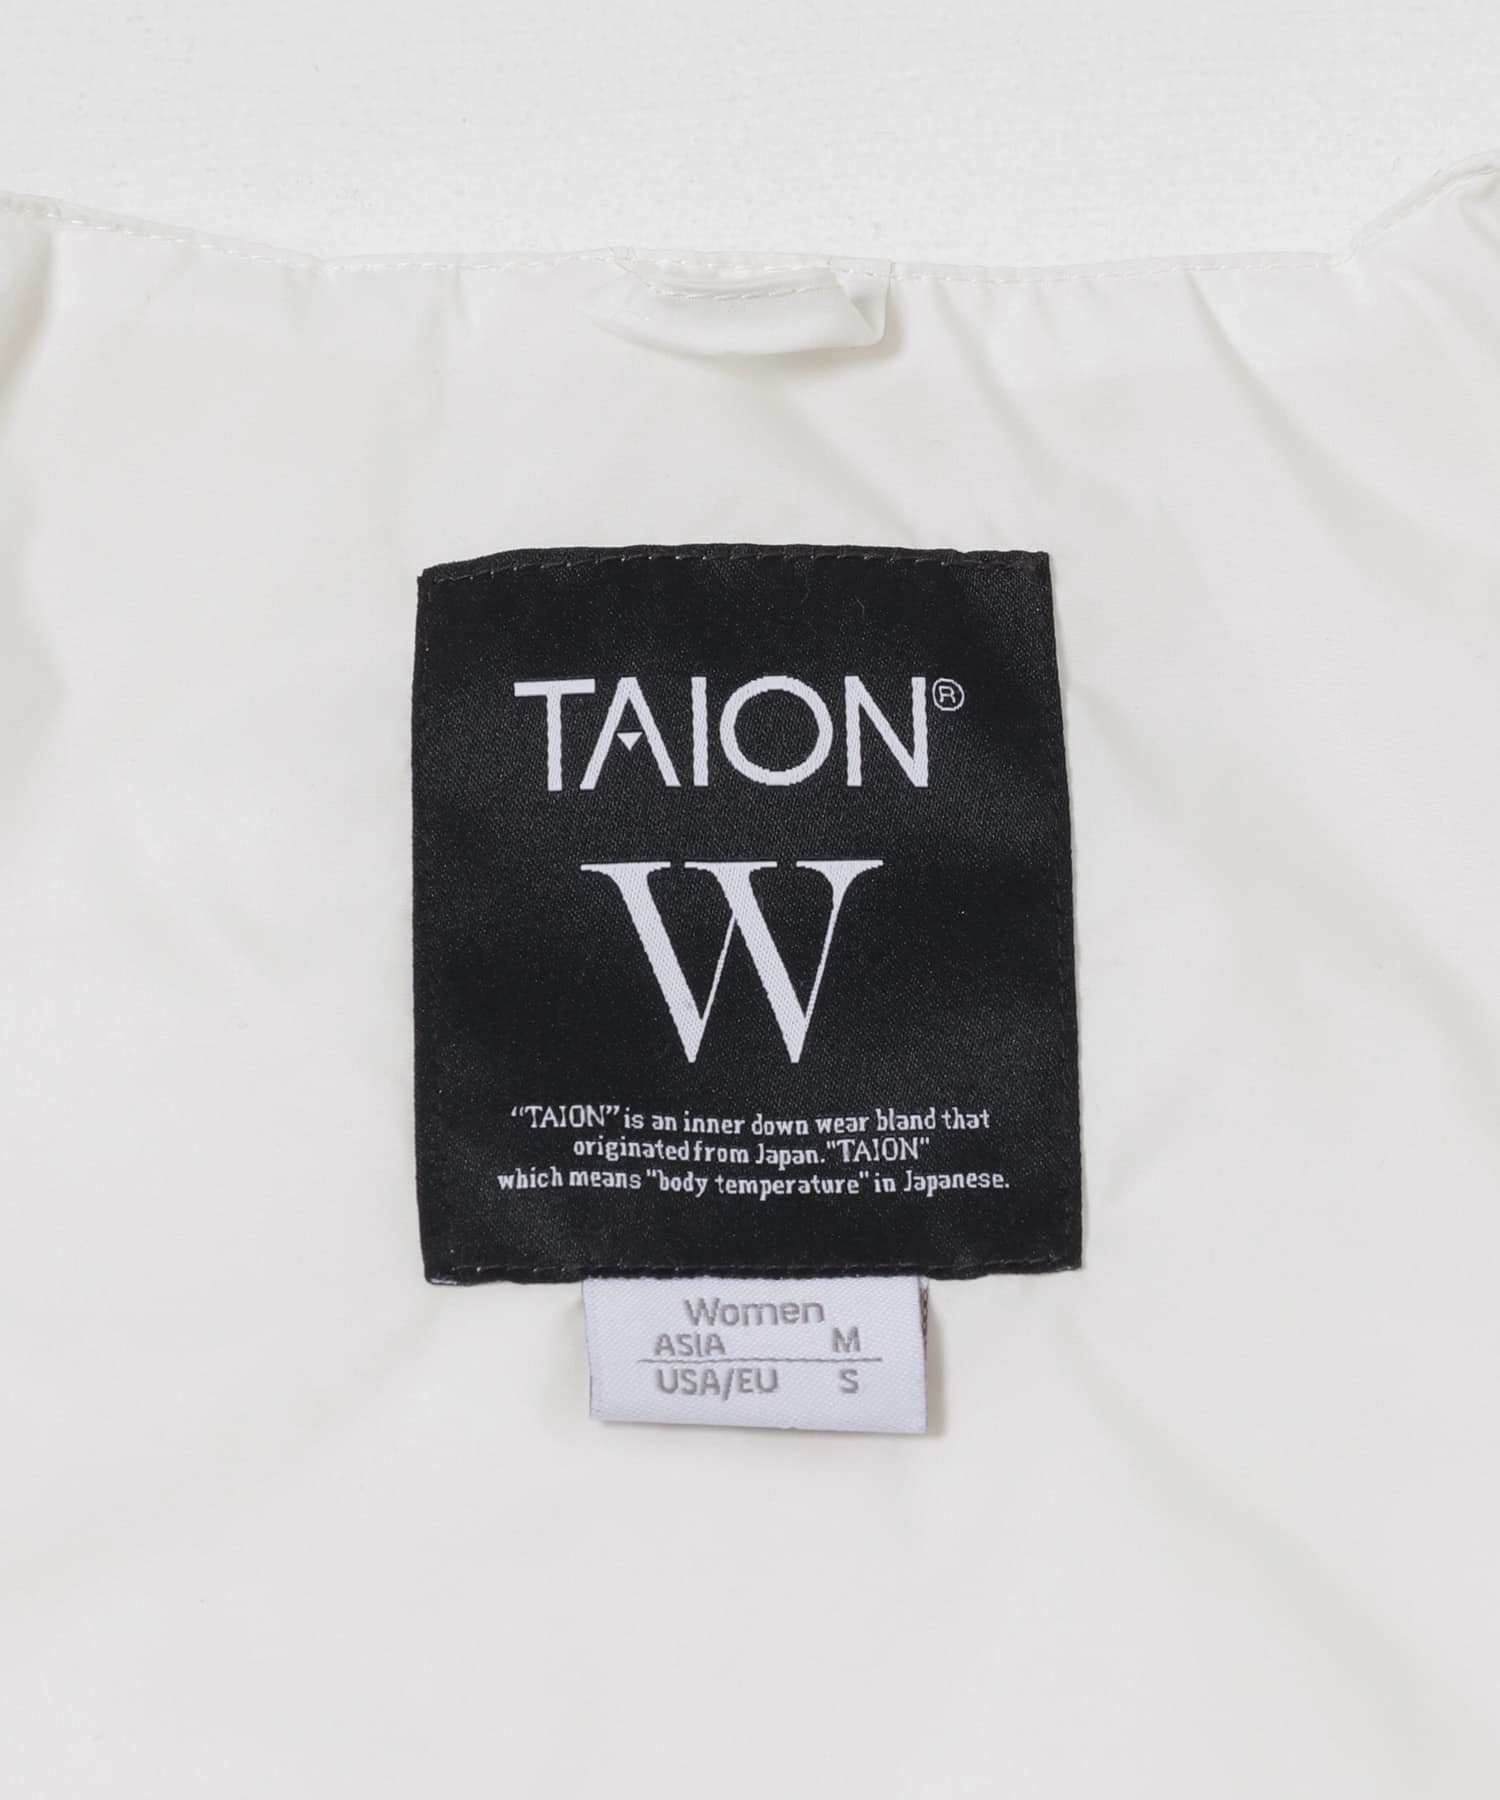 TAION®
W
“TAION” is an inner down wear bland that
originated from Japan."TAION"
which means "body temperature" in Japanese.
Women
ASIA M
USA/EU S